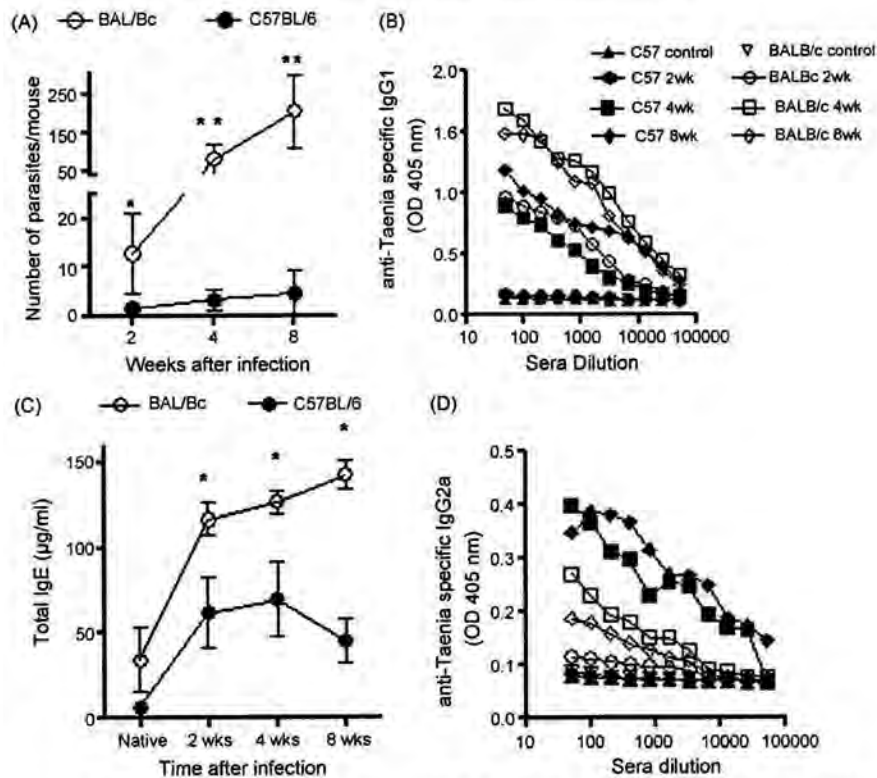 (A)
BAL/Bc
C57BL/6
Number of parasites/mouse
250
150
50
20
10
0
*
**
**
2
4
8
Weeks after infection
(B)
C57 control
BALB/c control
C57 2wk
BALBc 2wk
C57 4wk
BALB/c 4wk
C57 8wk
BALB/c 8wk
anti-Taenia specific IgG1
(OD 405 nm)
2.0
1.6
1.0
0.5
0.0
10
100
1000
10000
100000
Sera Dilution
(C)
BAL/Bc
C57BL/6
Total IgE (µg/ml)
150
100
50
0
*
*
*
Native
2 wks
4 wks
8 wks
Time after infection
(D)
anti-Taenia specific IgG2a
(OD 405 nm)
0.5
0.4
0.3
0.2
0.1
0.0
10
100
1000
10000
100000
Sera dilution